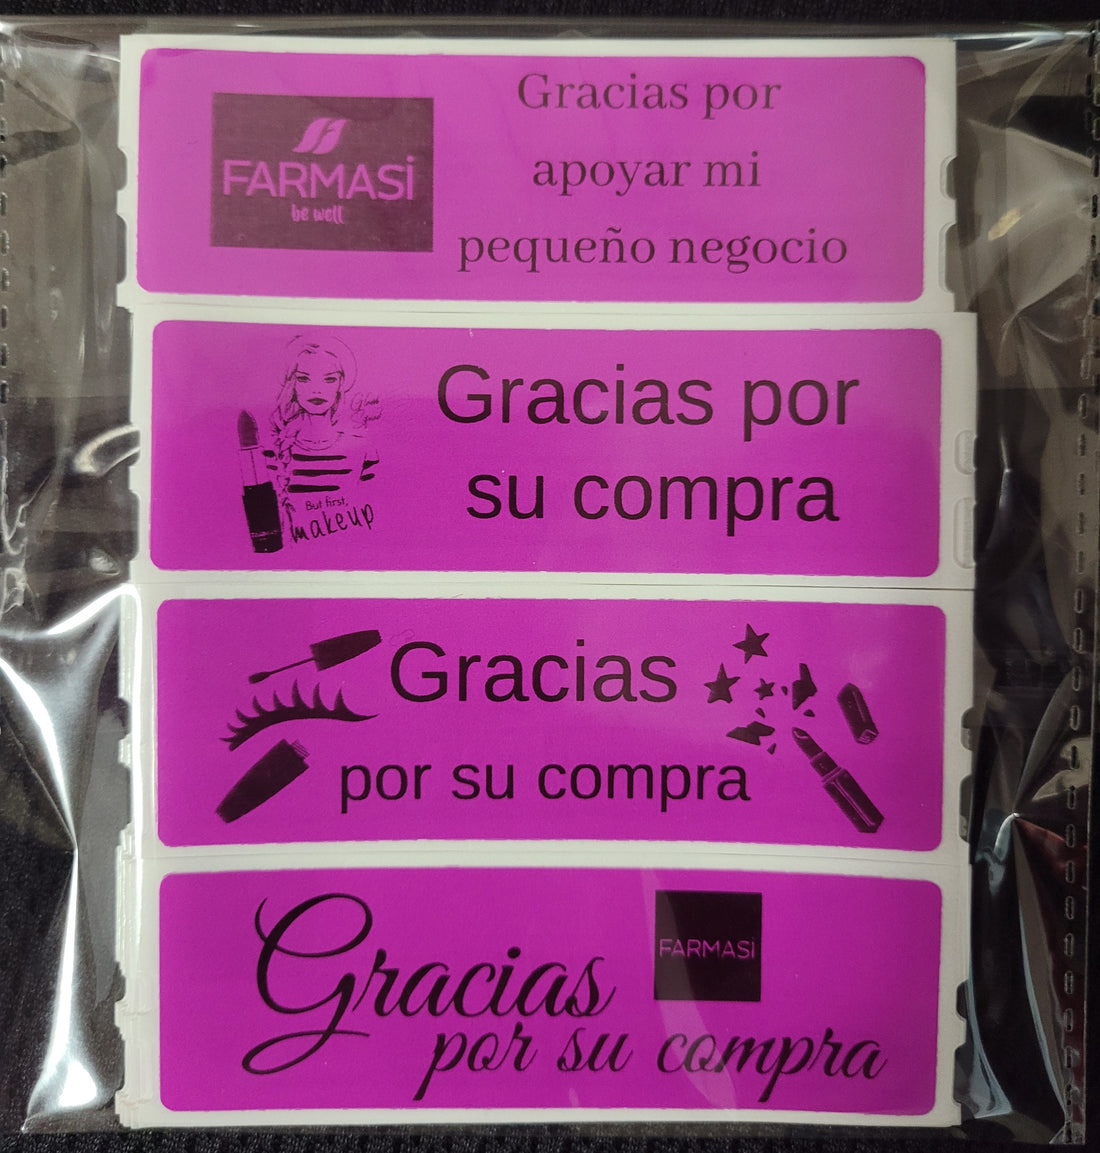 FARMASi
be well
Gracias por
apoyar mi
pequeño negocio
But first,
makeup
Gracias por
su compra
Gracias
por su compra
Gracias
por su compra
FARMASi